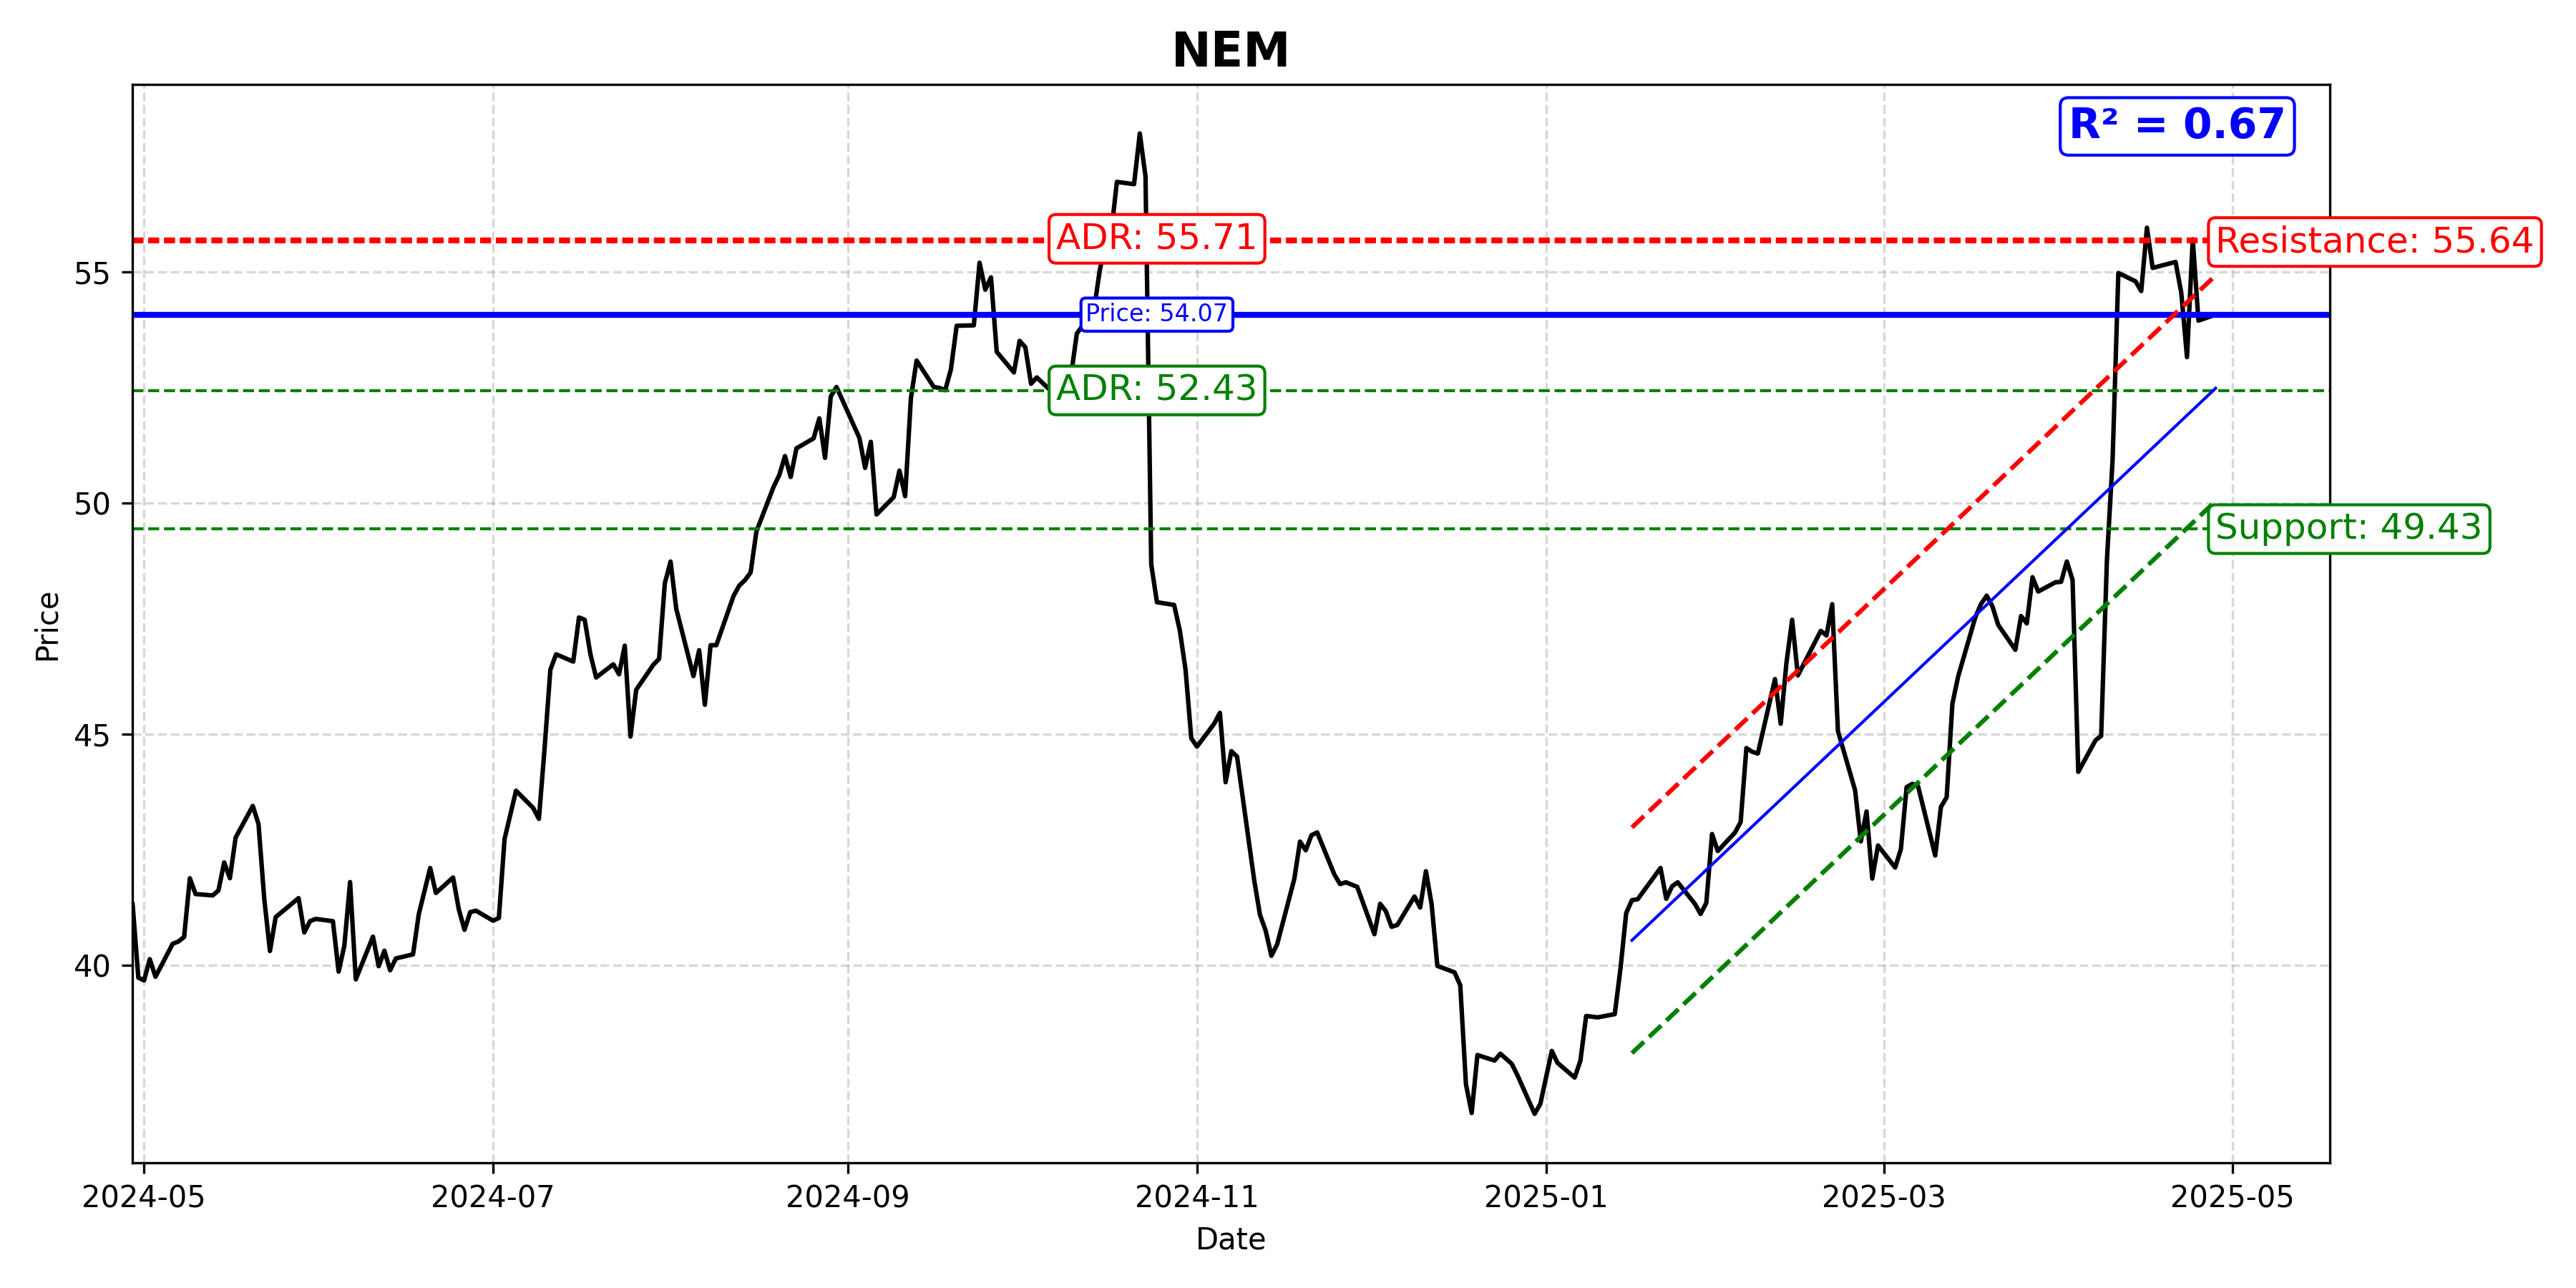 NEM
R² = 0.67
ADR: 55.71
Resistance: 55.64
Price: 54.07
ADR: 52.43
Support: 49.43
Price
55
50
45
40
2024-05
2024-07
2024-09
2024-11
2025-01
2025-03
2025-05
Date